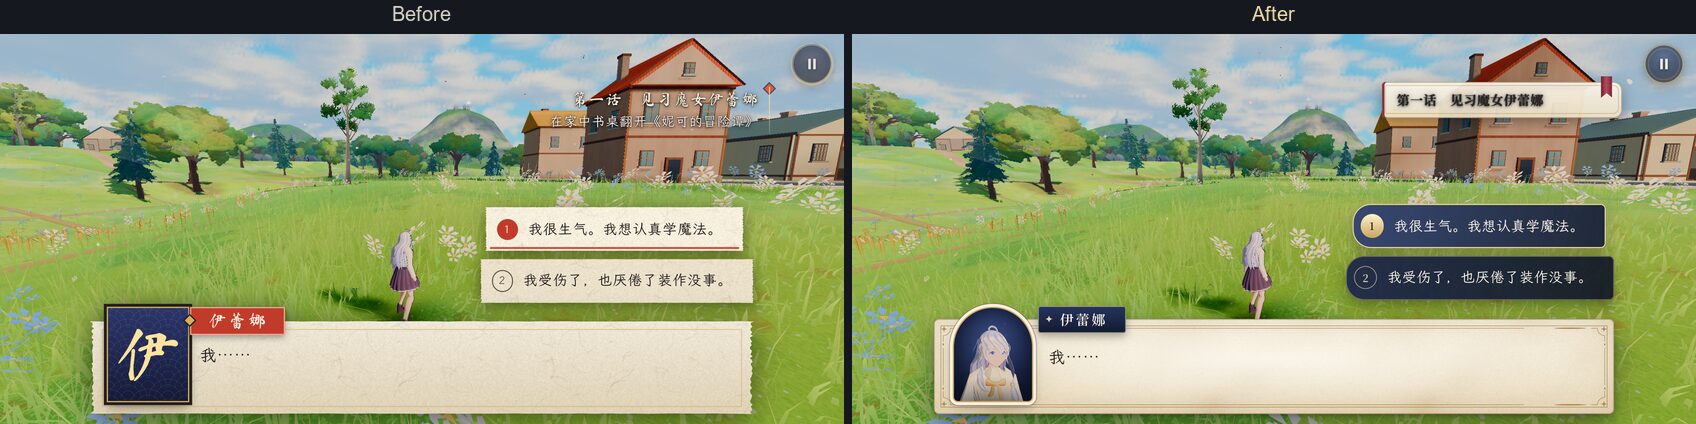 Before
After
第一话 见习魔女伊蕾娜
在家中书桌翻开《妮可的冒险谭》
1 我很生气。我想认真学魔法。
2 我受伤了，也厌倦了装作没事。
伊
伊蕾娜
我……
第一话 见习魔女伊蕾娜
1 我很生气。我想认真学魔法。
2 我受伤了，也厌倦了装作没事。
伊蕾娜
我……